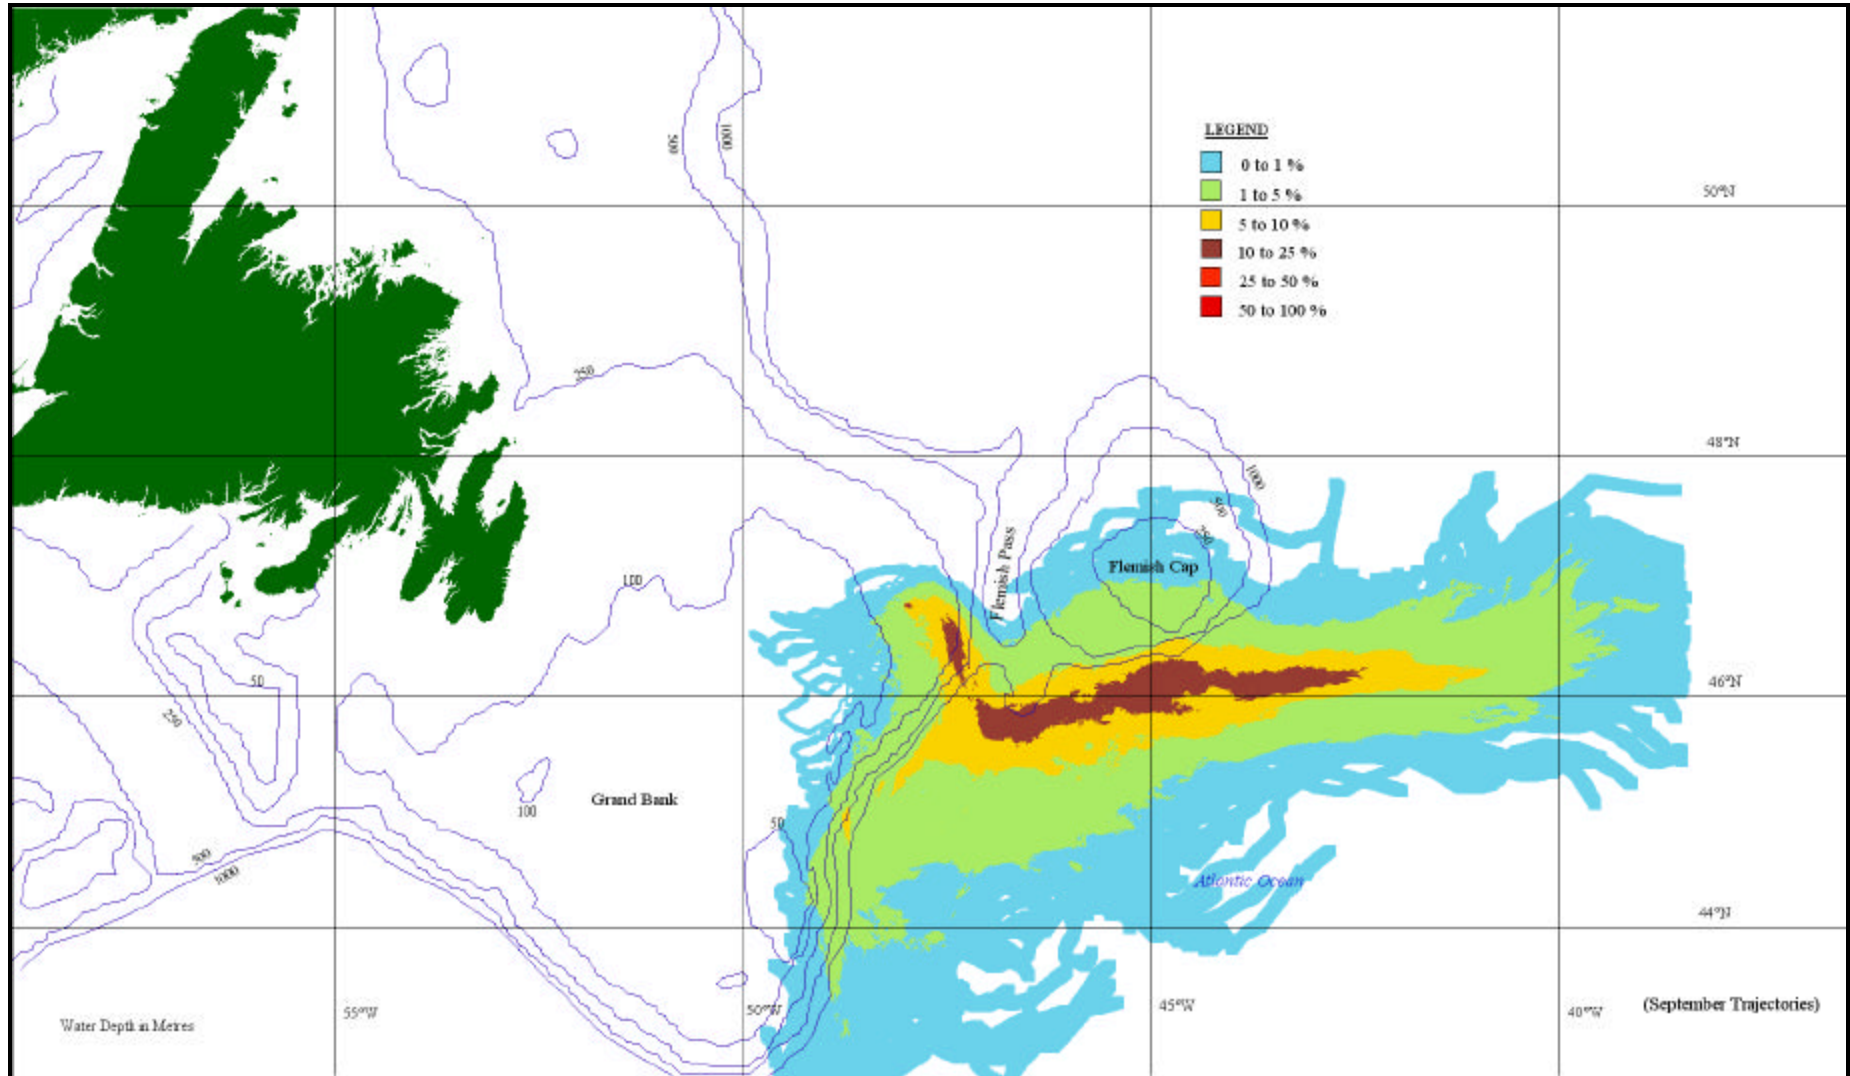 1000
500
LEGEND
0 to 1 %
1 to 5 %
5 to 10 %
10 to 25 %
25 to 50 %
50 to 100 %
50°N
250
48°N
1000
500
250
Flemish Pass
Flemish Cap
100
50
46°N
250
Grand Bank
100
50
500
1000
Atlantic Ocean
44°N
Water Depth in Metres
55°W
50°W
45°W
40°W
(September Trajectories)